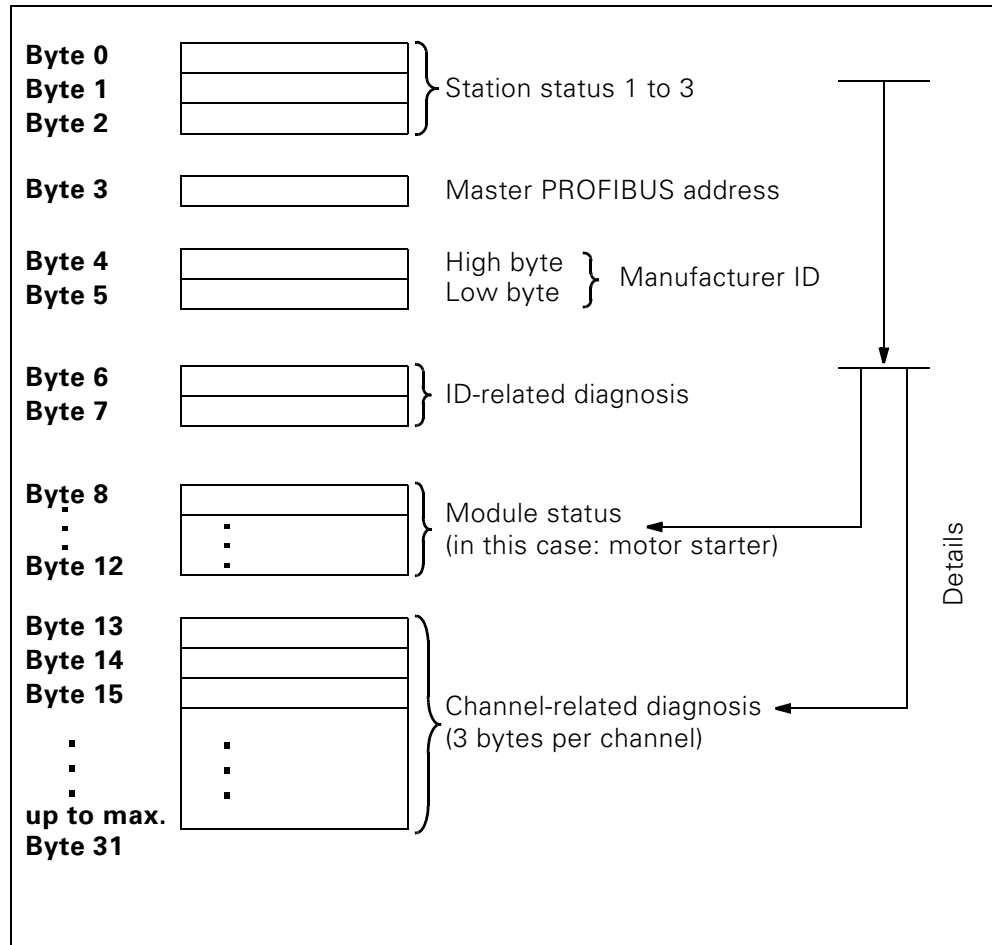 Byte 0
Byte 1
Byte 2
Station status 1 to 3
Byte 3
Master PROFIBUS address
Byte 4
Byte 5
High byte
Low byte
Manufacturer ID
Byte 6
Byte 7
ID-related diagnosis
Byte 8
Byte 12
Module status
(in this case: motor starter)
Details
Byte 13
Byte 14
Byte 15
Channel-related diagnosis
(3 bytes per channel)
up to max.
Byte 31